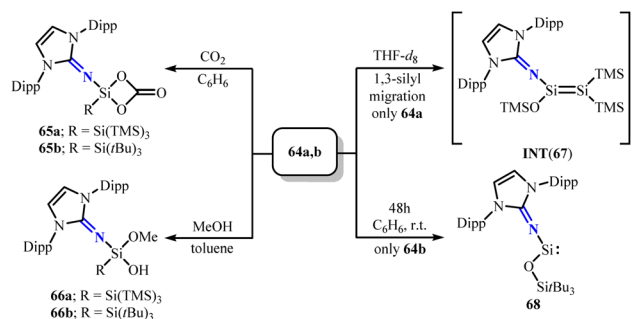 Dipp
N
N
Dipp
N
Si
O
O
O
R
65a; R = Si(TMS)₃
65b; R = Si(tBu)₃
CO₂
C₆H₆
64a,b
THF-d₈
1,3-silyl
migration
only 64a
Dipp
N
N
Dipp
N
Si
Si
TMS
TMS
TMSO
INT(67)
Dipp
N
N
Dipp
N
Si
OMe
OH
R
66a; R = Si(TMS)₃
66b; R = Si(tBu)₃
MeOH
toluene
48h
C₆H₆, r.t.
only 64b
Dipp
N
N
Dipp
N
Si:
O
SitBu₃
68